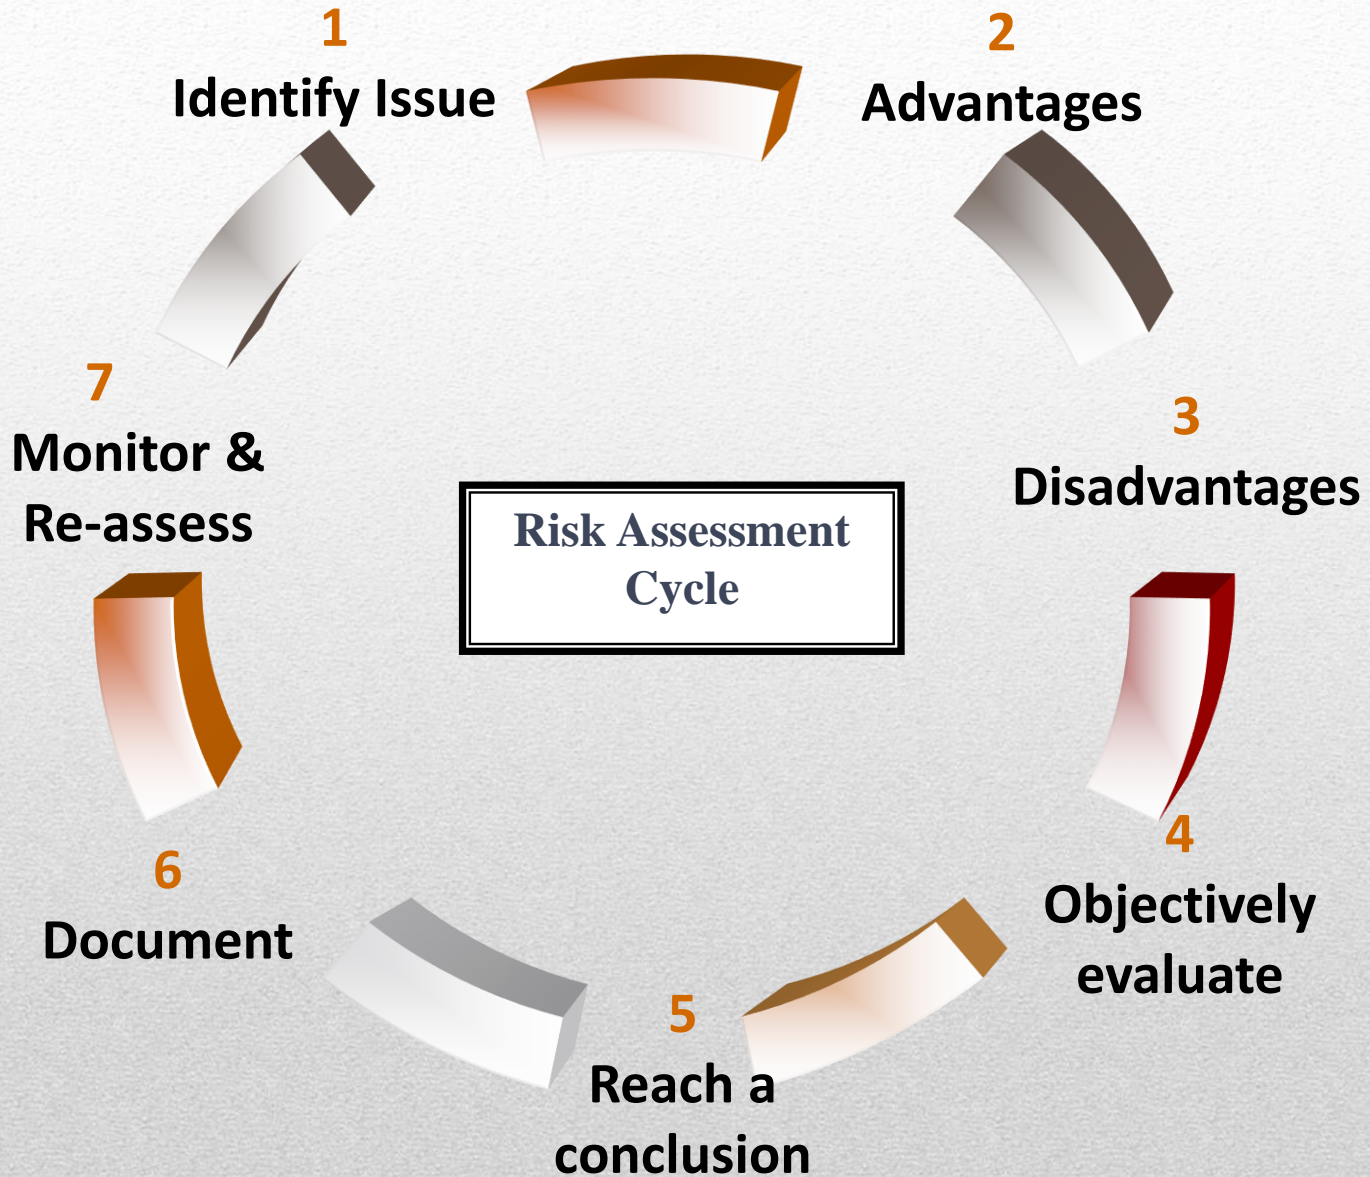 1
Identify Issue
2
Advantages
3
Disadvantages
4
Objectively
evaluate
5
Reach a
conclusion
6
Document
7
Monitor &
Re-assess
Risk Assessment
Cycle